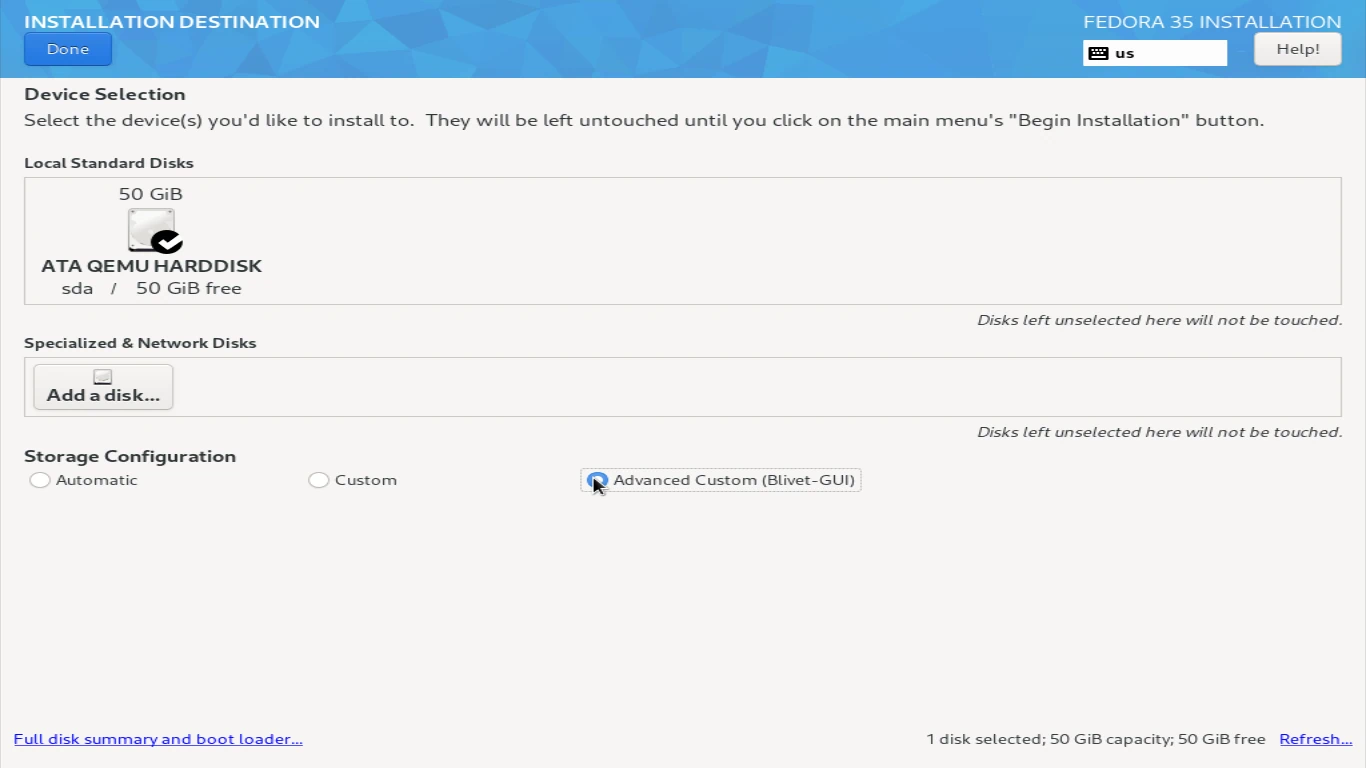 INSTALLATION DESTINATION
FEDORA 35 INSTALLATION
Done
us
Help!
Device Selection
Select the device(s) you'd like to install to.  They will be left untouched until you click on the main menu's "Begin Installation" button.
Local Standard Disks
50 GiB
ATA QEMU HARDDISK
sda / 50 GiB free
Disks left unselected here will not be touched.
Specialized & Network Disks
Add a disk...
Disks left unselected here will not be touched.
Storage Configuration
Automatic
Custom
Advanced Custom (Blivet-GUI)
Full disk summary and boot loader...
1 disk selected; 50 GiB capacity; 50 GiB free
Refresh...